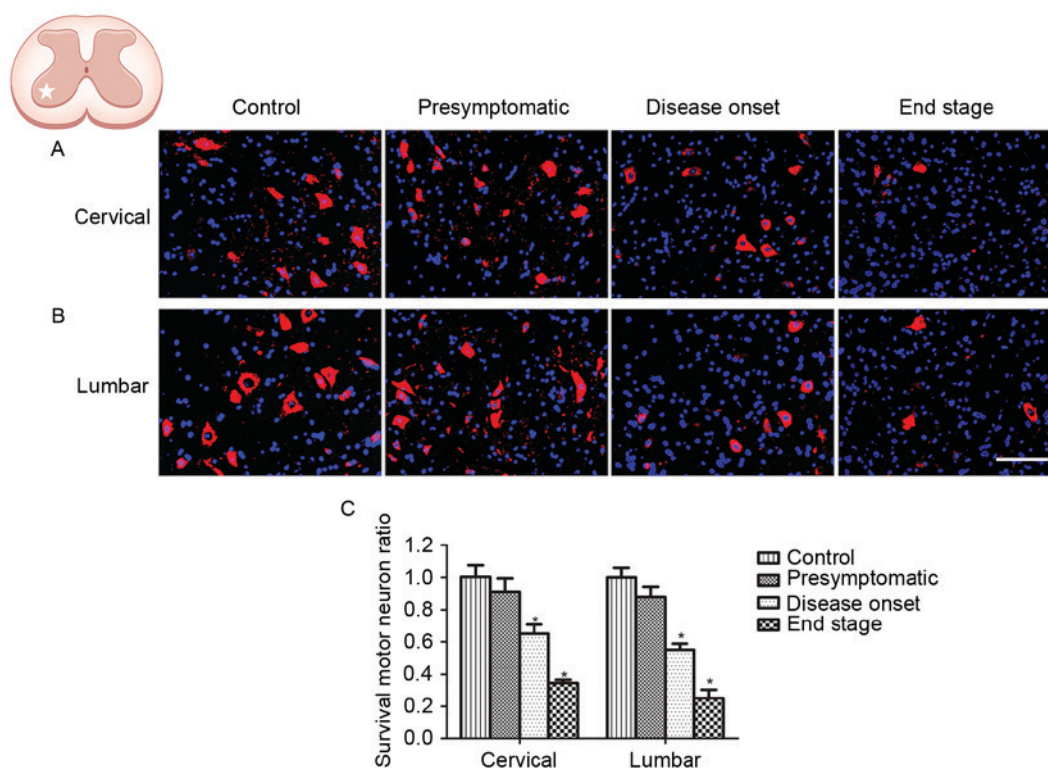 Control Presymptomatic Disease onset End stage
A
Cervical
B
Lumbar
C
Survival motor neuron ratio
1.2
1.0
0.8
0.6
0.4
0.2
0.0
* * * *
Cervical Lumbar
Control
Presymptomatic
Disease onset
End stage